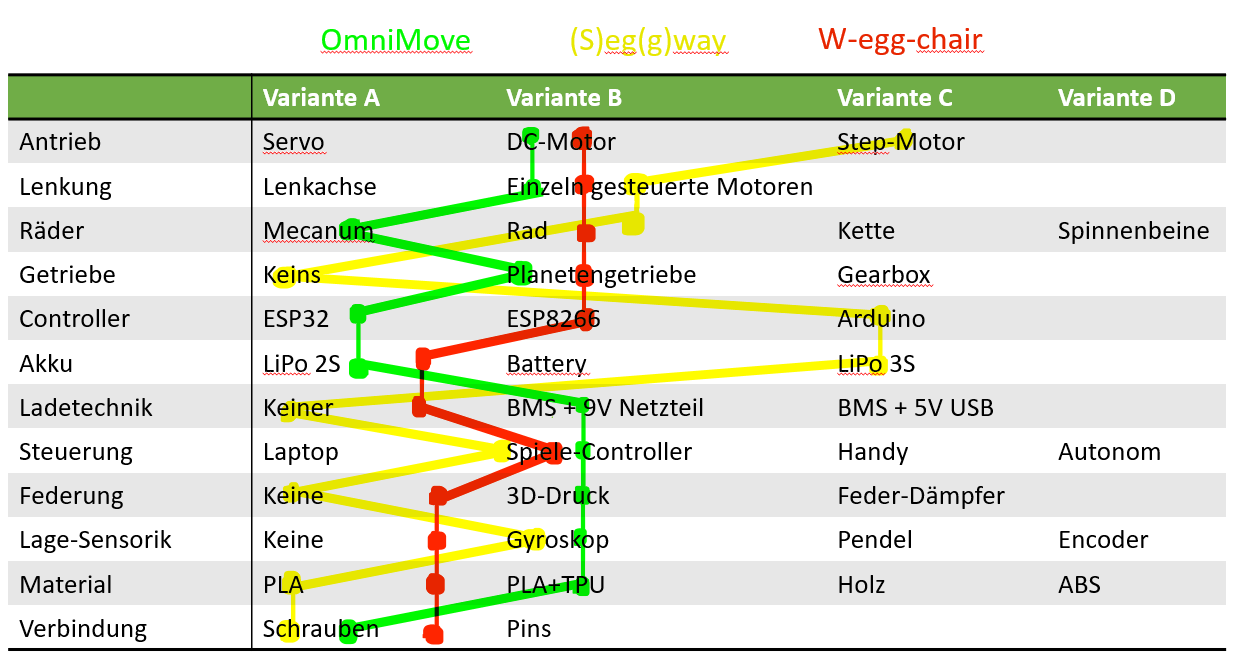 OmniMove (S)eg(g)way W-egg-chair
Variante A Variante B Variante C Variante D
Antrieb Servo DC-Motor Step-Motor
Lenkung Lenkachse Einzeln gesteuerte Motoren
Räder Mecanum Rad Kette Spinnenbeine
Getriebe Keins Planetengetriebe Gearbox
Controller ESP32 ESP8266 Arduino
Akku LiPo 2S Battery LiPo 3S
Ladetechnik Keiner BMS + 9V Netzteil BMS + 5V USB
Steuerung Laptop Spiele-Controller Handy Autonom
Federung Keine 3D-Druck Feder-Dämpfer
Lage-Sensorik Keine Gyroskop Pendel Encoder
Material PLA PLA+TPU Holz ABS
Verbindung Schrauben Pins